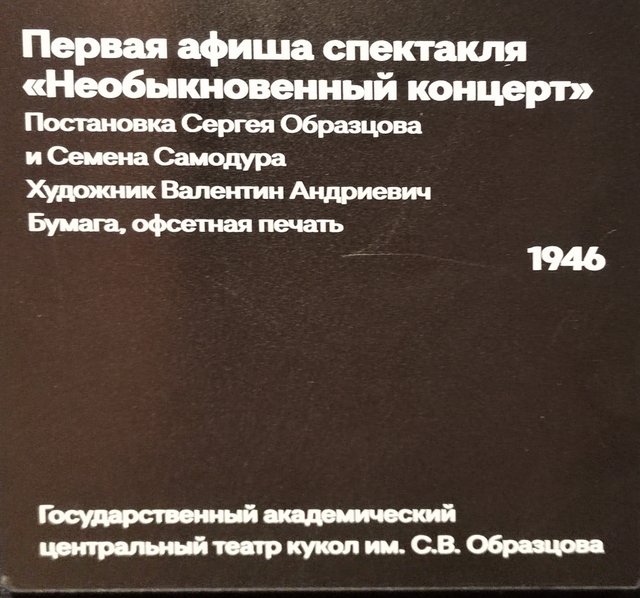 Первая афиша спектакля
«Необыкновенный концерт»
Постановка Сергея Образцова
и Семена Самодура
Художник Валентин Андриевич
Бумага, офсетная печать
1946
Государственный академический
центральный театр кукол им. С.В. Образцова